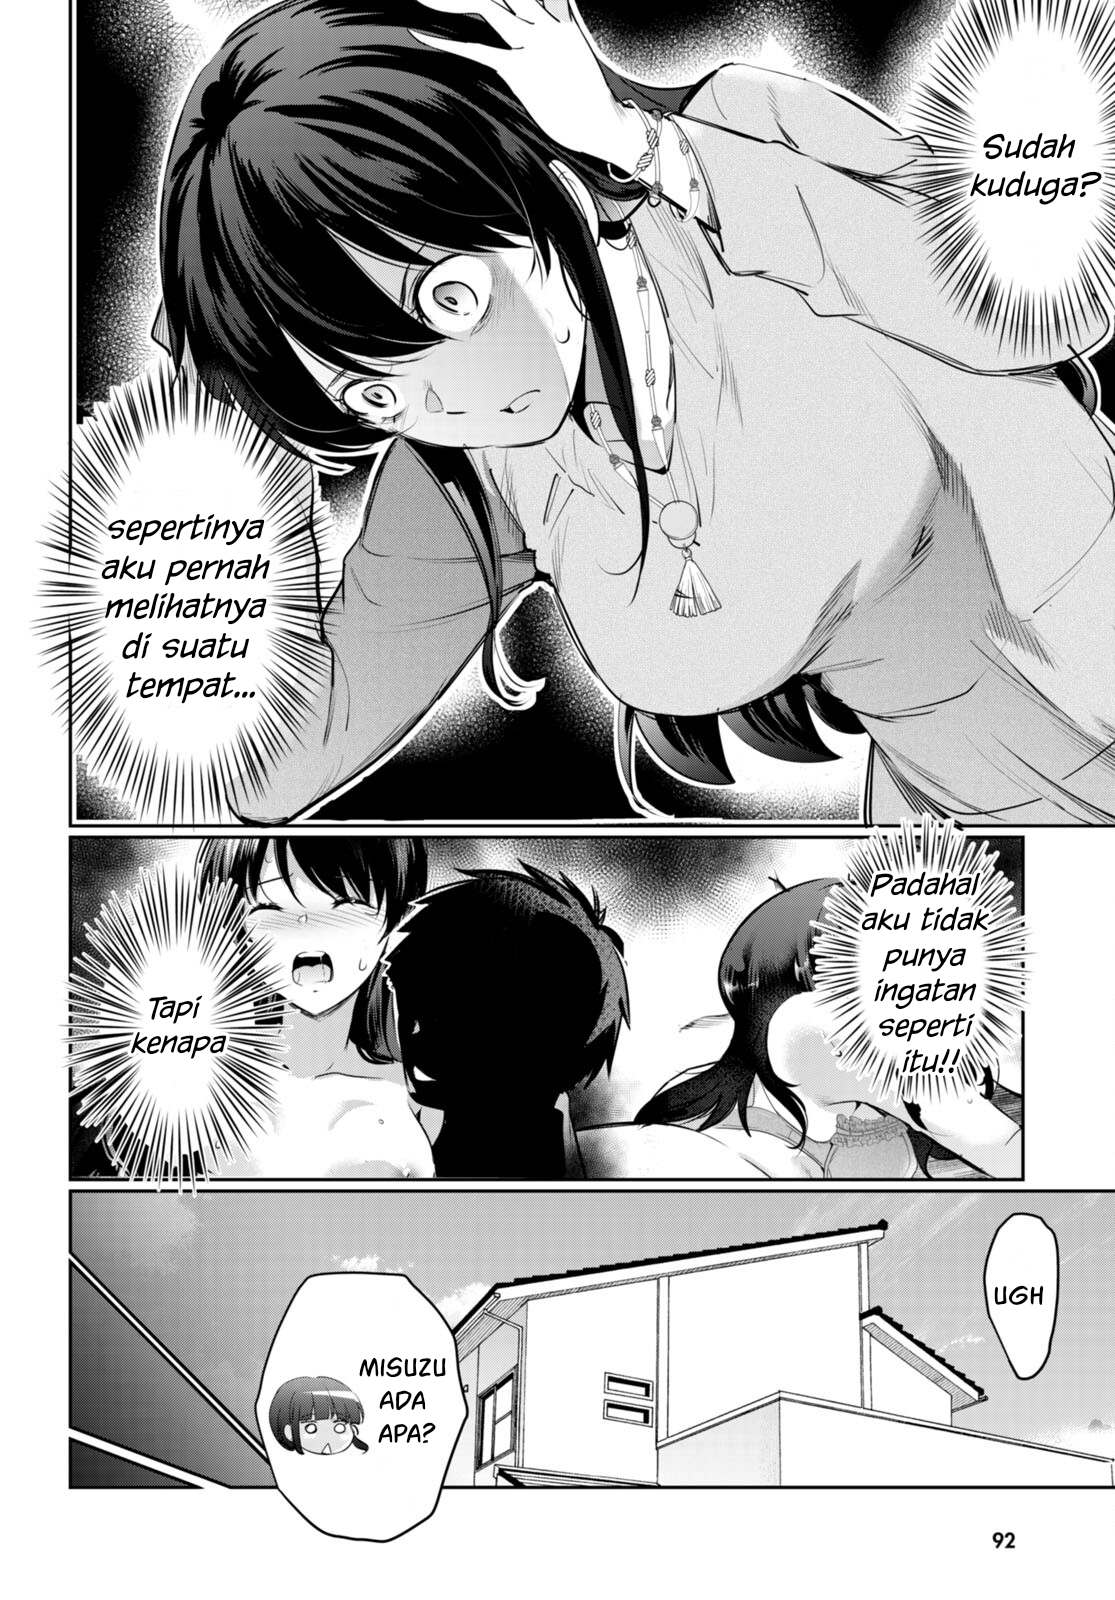 Sudah
kuduga?
sepertinya
aku pernah
melihatnya
di suatu
tempat...
Padahal
aku tidak
punya
ingatan
seperti
itu!!
Tapi
kenapa
UGH
MISUZU
ADA
APA?
92